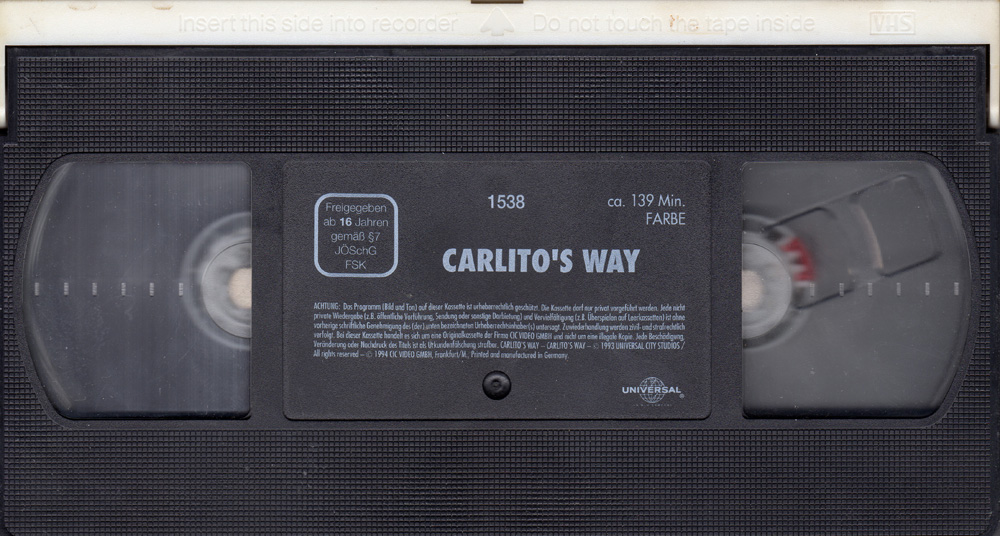 Insert this side into recorder Do not touch the tape inside VHS
Freigegeben
ab 16 Jahren
gemäß §7
JÖSchG
FSK
1538
ca. 139 Min.
FARBE
CARLITO'S WAY
ACHTUNG: Das Programm (Bild und Ton) auf dieser Kassette ist urheberrechtlich geschützt. Die Kassette darf nur privat vorgeführt werden. Jede nicht
private Wiedergabe (z.B. öffentliche Vorführung, Sendung oder sonstige Darbietung) und Vervielfältigung (z.B. Überspielen auf Leerkassetten) ist ohne
vorherige schriftliche Genehmigung des (der) unten bezeichneten Urheberrechtsinhaber(s) untersagt. Zuwiederhandlung werden zivil- und strafrechtlich
verfolgt. Bei dieser Kassette handelt es sich um eine Originalkassette der Firma CIC VIDEO GMBH und nicht um eine illegale Kopie. Jede Beschädigung,
Veränderung oder Nachdruck des Titels ist als Urkundenfälschung strafbar. CARLITO'S WAY – CARLITO'S WAY – © 1993 UNIVERSAL CITY STUDIOS /
All rights reserved – © 1994 CIC VIDEO GMBH, Frankfurt/M., Printed and manufactured in Germany.
UNIVERSAL